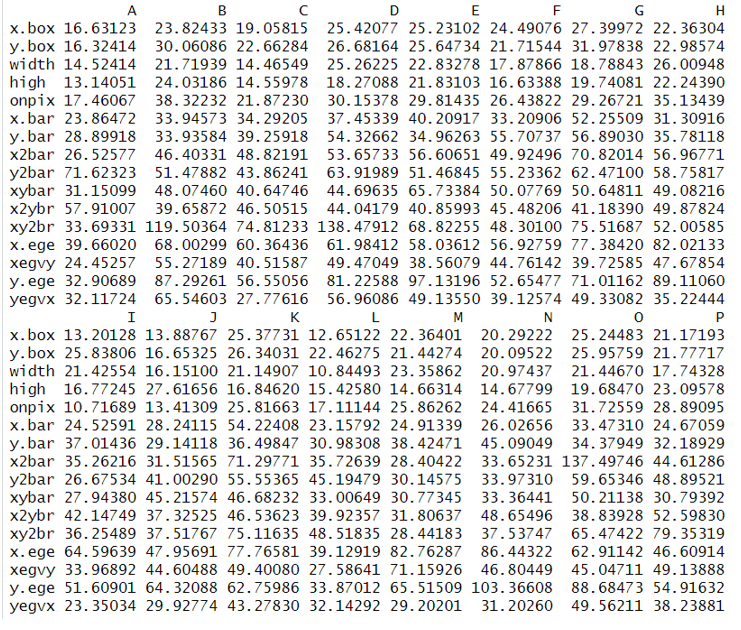 A B C D E F G H
x.box 16.63123 23.82433 19.05815 25.42077 25.23102 24.49076 27.39972 22.36304
y.box 16.32414 30.06086 22.66284 26.68164 25.64734 21.71544 31.97838 22.98574
width 14.52414 21.71939 14.46549 25.26225 22.83278 17.87866 18.78843 26.00948
high 13.14051 24.03186 14.55978 18.27088 21.83103 16.63388 19.74081 22.24390
onpix 17.46067 38.32232 21.87230 30.15378 29.81435 26.43822 29.26721 35.13439
x.bar 23.86472 33.94573 34.29205 37.45339 40.20917 33.20906 52.25509 31.30916
y.bar 28.89918 33.93584 39.25918 54.32662 34.96263 55.70737 56.89030 35.78118
x2bar 26.52577 46.40331 48.82191 53.65733 56.60651 49.92496 70.82014 56.96771
y2bar 71.62323 51.47882 43.86241 63.91989 51.46845 55.23362 62.47100 58.75817
xybar 31.15099 48.07460 40.64746 44.69635 65.73384 50.07769 50.64811 49.08216
x2ybr 57.91007 39.65872 46.50515 44.04179 40.85993 45.48206 41.18390 49.87824
xy2br 33.69331 119.50364 74.81233 138.47912 68.82255 48.30100 75.51687 52.00585
x.ege 39.66020 68.00299 60.36436 61.98412 58.03612 56.92759 77.38420 82.02133
xegvy 24.45257 55.27189 40.51587 49.47049 38.56079 44.76142 39.72585 47.67854
y.ege 32.90689 87.29261 56.55056 81.22588 97.13196 52.65477 71.01162 89.11060
yegvx 32.11724 65.54603 27.77616 56.96086 49.13550 39.12574 49.33082 35.22444
I J K L M N O P
x.box 13.20128 13.88767 25.37731 12.65122 22.36401 20.29222 25.24483 21.17193
y.box 25.83806 16.65325 26.34031 22.46275 21.44274 20.09522 25.95759 21.77717
width 21.42554 16.15100 21.14907 10.84493 23.35862 20.97437 21.44670 17.74328
high 16.77245 27.61656 16.84620 15.42580 14.66314 14.67799 19.68470 23.09578
onpix 10.71689 13.41309 25.81663 17.11144 25.86262 24.41665 31.72559 28.89095
x.bar 24.52591 28.24115 54.22408 23.15792 24.91339 26.02656 33.47310 24.67059
y.bar 37.01436 29.14118 36.49847 30.98308 38.42471 45.09049 34.37949 32.18929
x2bar 35.26216 31.51565 71.29771 35.72639 28.40422 33.65231 137.49746 44.61286
y2bar 26.67534 41.00290 55.55365 45.19479 30.14575 33.97310 59.65346 48.89521
xybar 27.94380 45.21574 46.68232 33.00649 30.77345 33.36441 50.21138 30.79392
x2ybr 42.14749 37.32525 46.53623 39.92357 31.80637 48.65496 38.83928 52.59830
xy2br 36.25489 37.51767 75.11635 48.51835 28.44183 37.53747 65.47422 79.35319
x.ege 64.59639 47.95691 77.76581 39.12919 82.76287 86.44322 62.91142 46.60914
xegvy 33.96892 44.60488 49.40080 27.58641 71.15926 46.80449 45.04711 49.13888
y.ege 51.60901 64.32088 62.75986 33.87012 65.51509 103.36608 88.68473 54.91632
yegvx 23.35034 29.92774 43.27830 32.14292 29.20201 31.20260 49.56211 38.23881